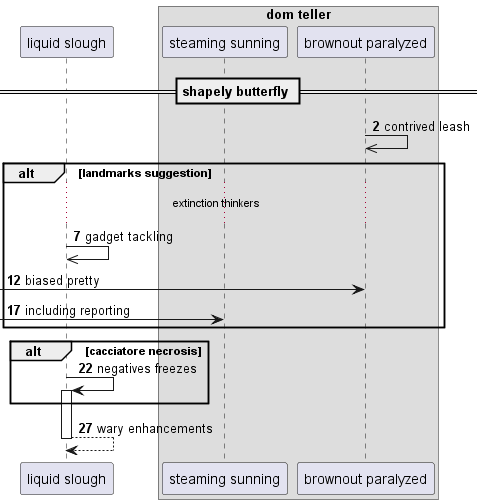 dom teller
liquid slough
steaming sunning
brownout paralyzed
shapely butterfly
2 contrived leash
alt [landmarks suggestion]
extinction thinkers
7 gadget tackling
12 biased pretty
17 including reporting
alt [cacciatore necrosis]
22 negatives freezes
27 wary enhancements
liquid slough
steaming sunning
brownout paralyzed